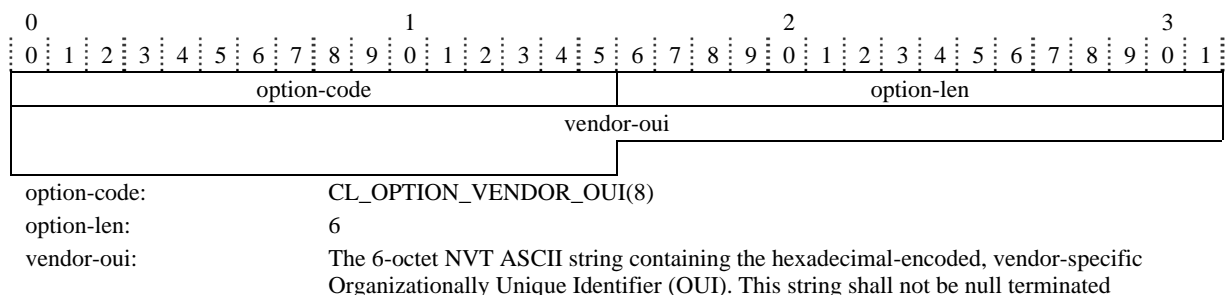 0 1 2 3
0 1 2 3 4 5 6 7 8 9 0 1 2 3 4 5 6 7 8 9 0 1 2 3 4 5 6 7 8 9 0 1
option-code option-len
vendor-oui
option-code: CL_OPTION_VENDOR_OUI(8)
option-len: 6
vendor-oui: The 6-octet NVT ASCII string containing the hexadecimal-encoded, vendor-specific
Organizationally Unique Identifier (OUI). This string shall not be null terminated